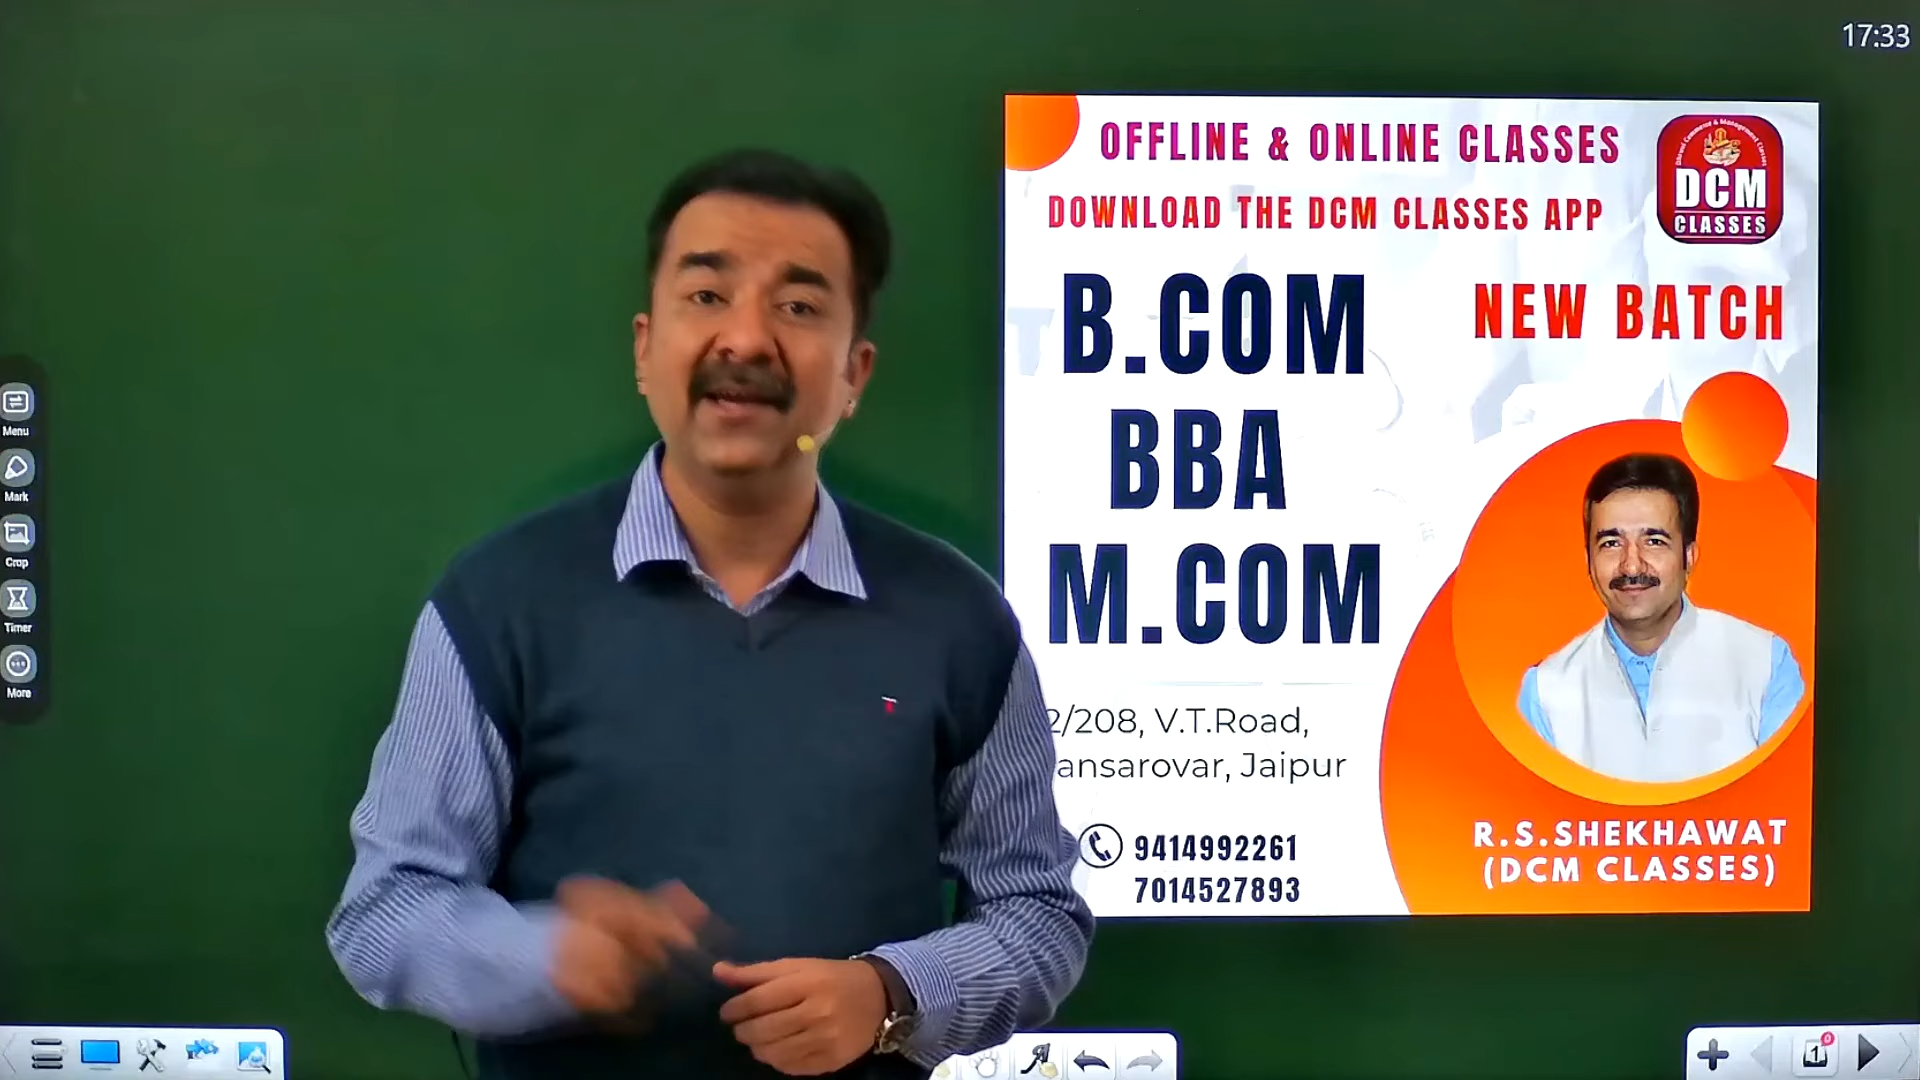 17:33
OFFLINE & ONLINE CLASSES
DOWNLOAD THE DCM CLASSES APP
DCM
CLASSES
B.COM
NEW BATCH
BBA
M.COM
2/208, V.T.Road,
ansarovar, Jaipur
9414992261
7014527893
R.S.SHEKHAWAT
(DCM CLASSES)
Menu
Mark
Crop
Timer
More
1
0